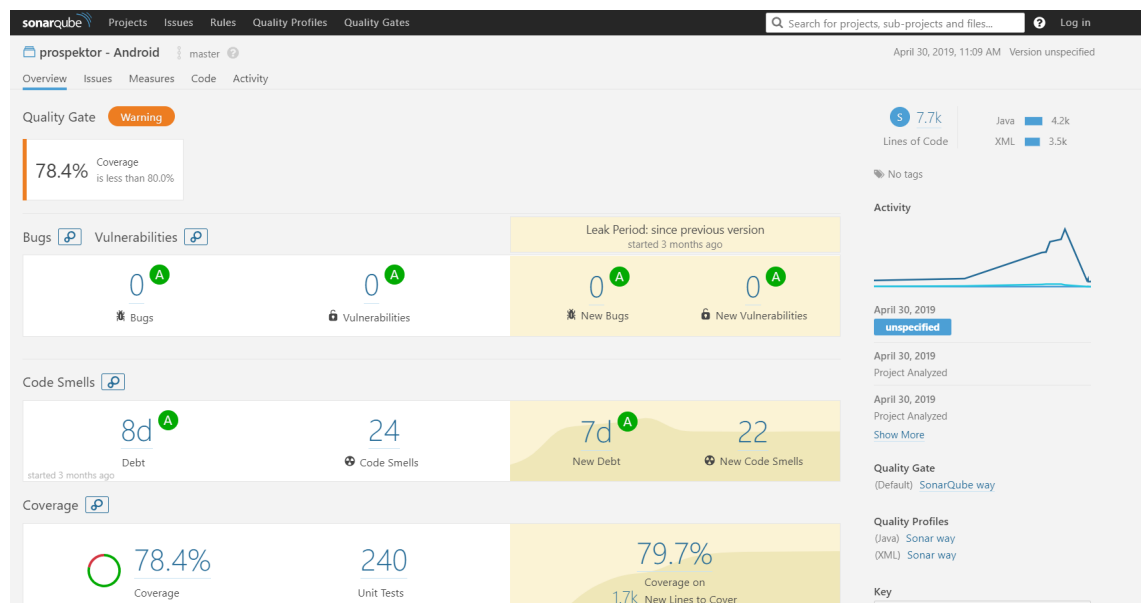 sonarqube Projects Issues Rules Quality Profiles Quality Gates Search for projects, sub-projects and files... ? Log in
prospektor - Android master ? April 30, 2019, 11:09 AM Version unspecified
Overview Issues Measures Code Activity
Quality Gate Warning
78.4% Coverage
is less than 80.0%
S 7.7k
Lines of Code
Java 4.2k
XML 3.5k
No tags
Activity
Bugs Vulnerabilities
Leak Period: since previous version
started 3 months ago
0 A
Bugs
0 A
Vulnerabilities
0 A
New Bugs
0 A
New Vulnerabilities
April 30, 2019
unspecified
April 30, 2019
Project Analyzed
April 30, 2019
Project Analyzed
Show More
Code Smells
8d A
Debt
started 3 months ago
24
Code Smells
7d A
New Debt
22
New Code Smells
Quality Gate
(Default) SonarQube way
Coverage
78.4%
Coverage
240
Unit Tests
79.7%
Coverage on
1.7k New Lines to Cover
Quality Profiles
(Java) Sonar way
(XML) Sonar way
Key